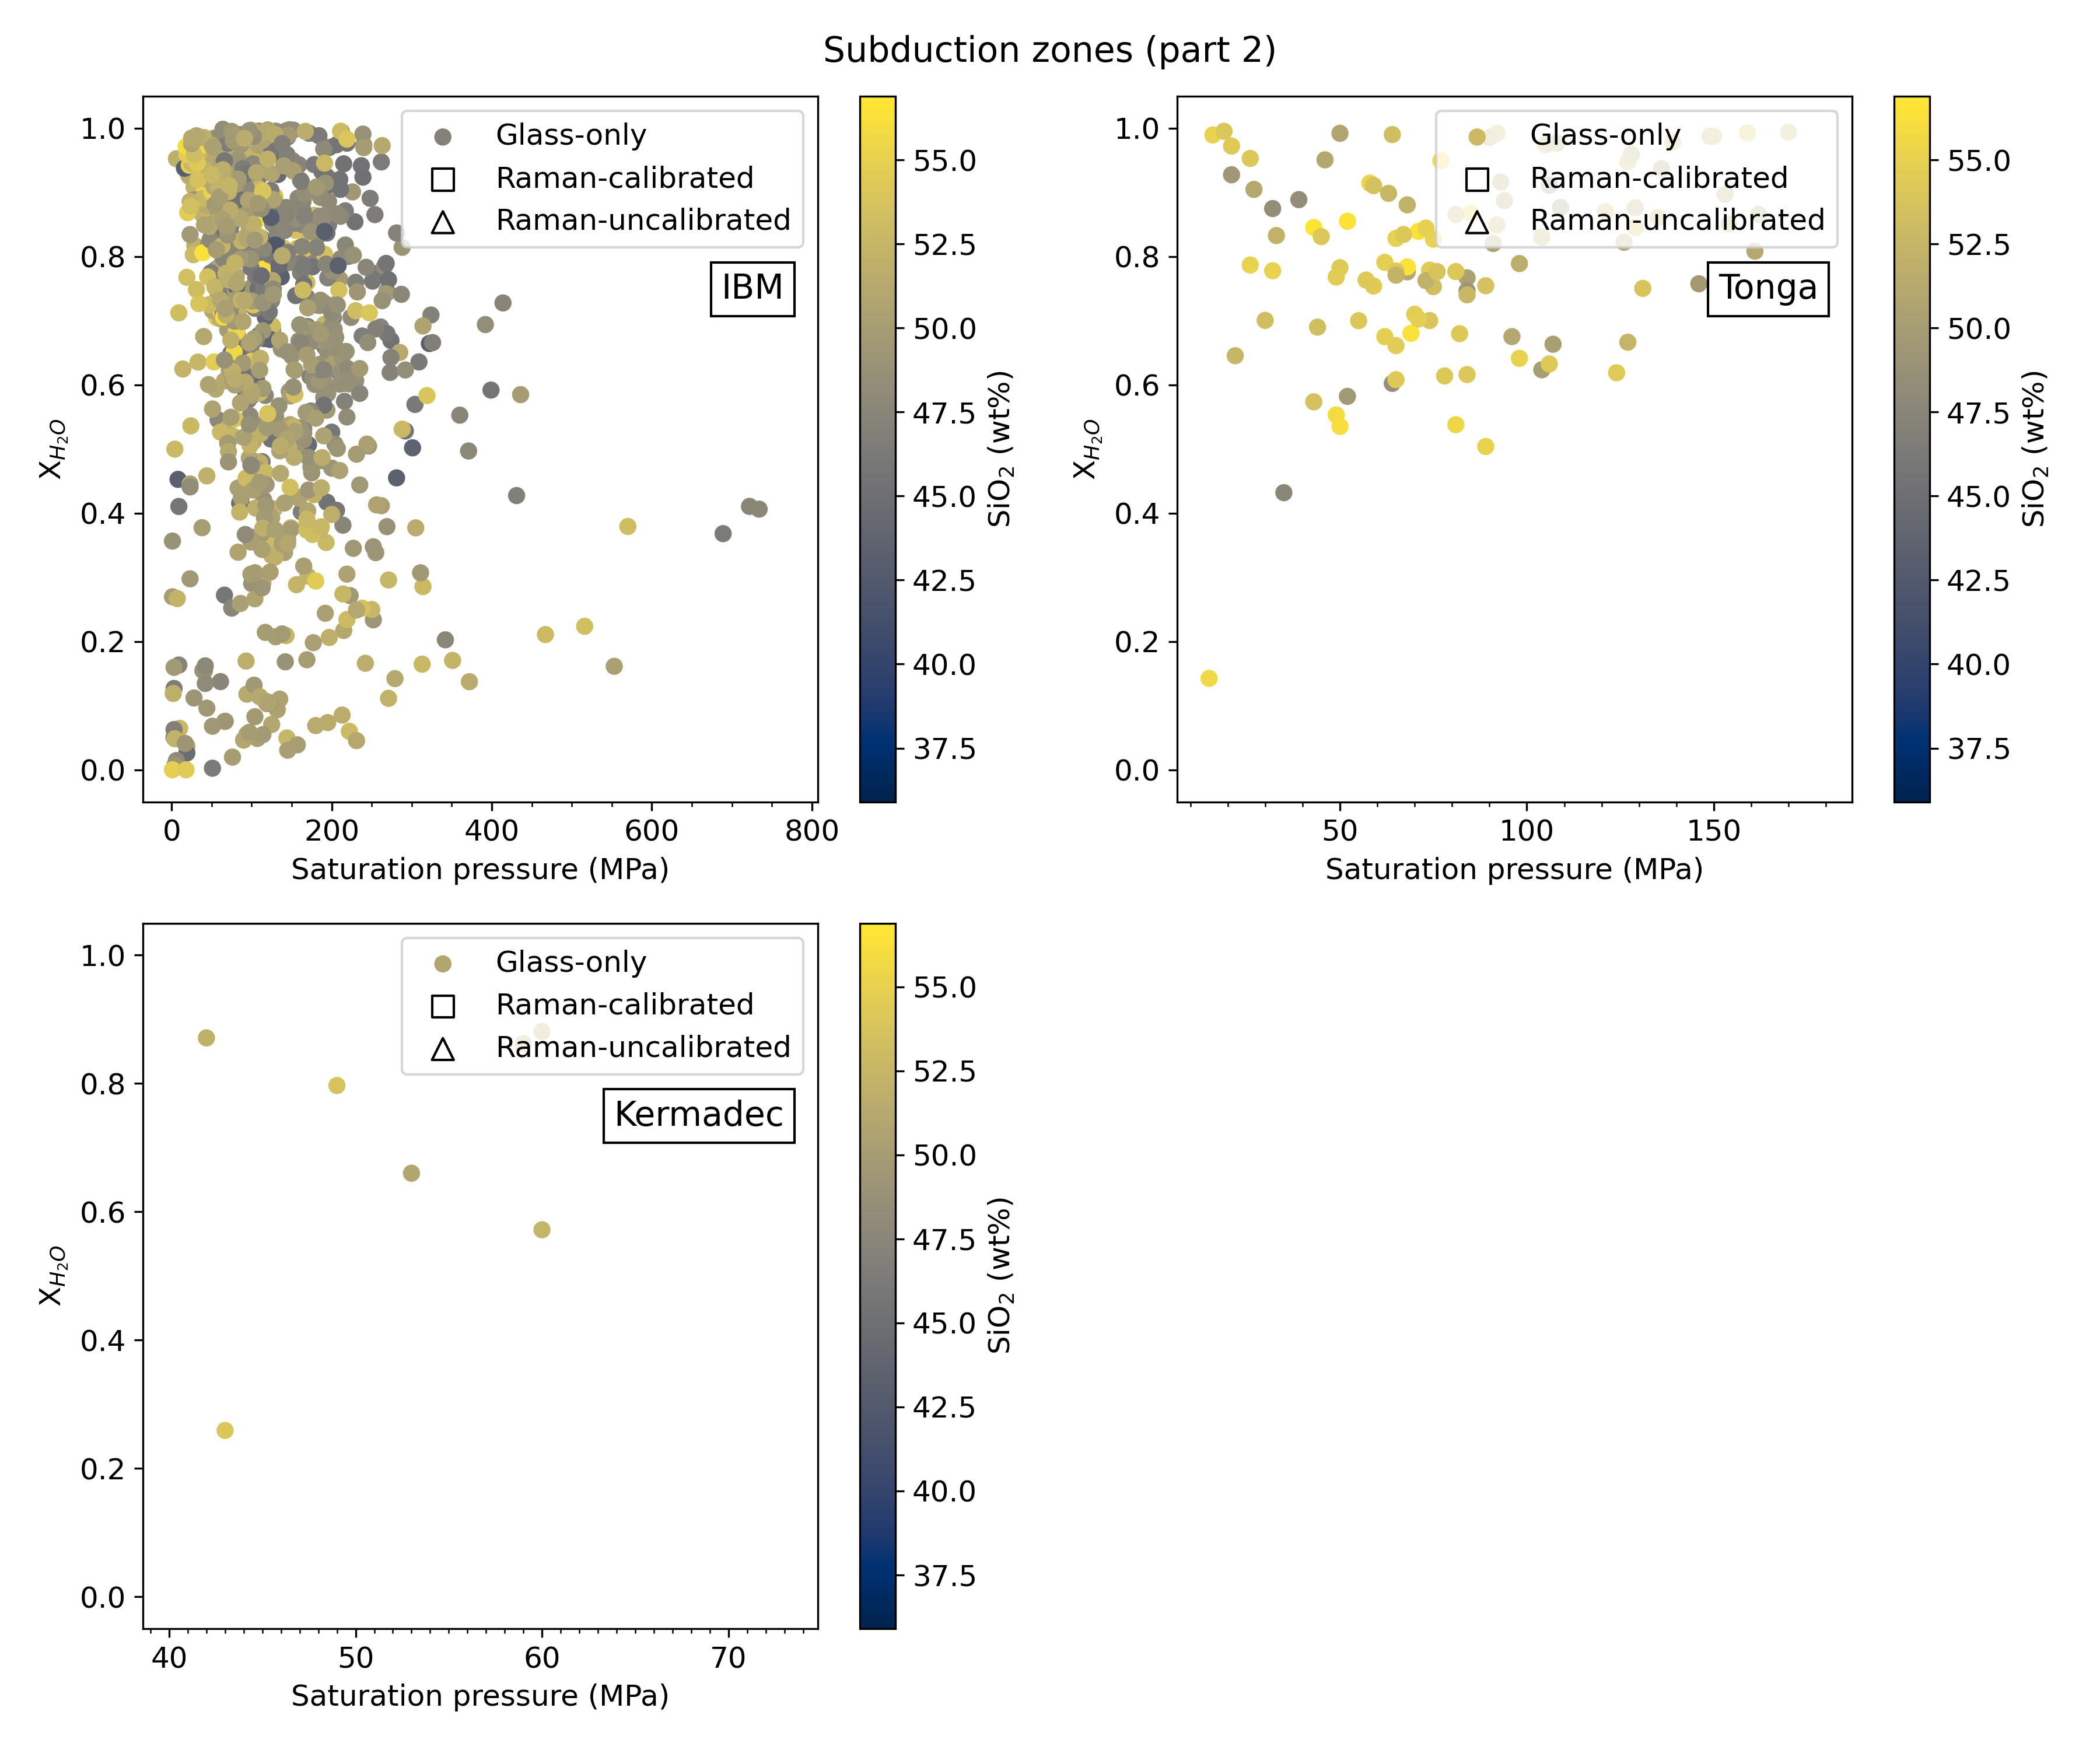 Subduction zones (part 2)
Glass-only
Raman-calibrated
Raman-uncalibrated
IBM
1.0
0.8
0.6
0.4
0.2
0.0
X_{H_2O}
0 200 400 600 800
Saturation pressure (MPa)
55.0
52.5
50.0
47.5
45.0
42.5
40.0
37.5
SiO_2 (wt%)
Glass-only
Raman-calibrated
Raman-uncalibrated
Tonga
1.0
0.8
0.6
0.4
0.2
0.0
X_{H_2O}
50 100 150
Saturation pressure (MPa)
55.0
52.5
50.0
47.5
45.0
42.5
40.0
37.5
SiO_2 (wt%)
Glass-only
Raman-calibrated
Raman-uncalibrated
Kermadec
1.0
0.8
0.6
0.4
0.2
0.0
X_{H_2O}
40 50 60 70
Saturation pressure (MPa)
55.0
52.5
50.0
47.5
45.0
42.5
40.0
37.5
SiO_2 (wt%)